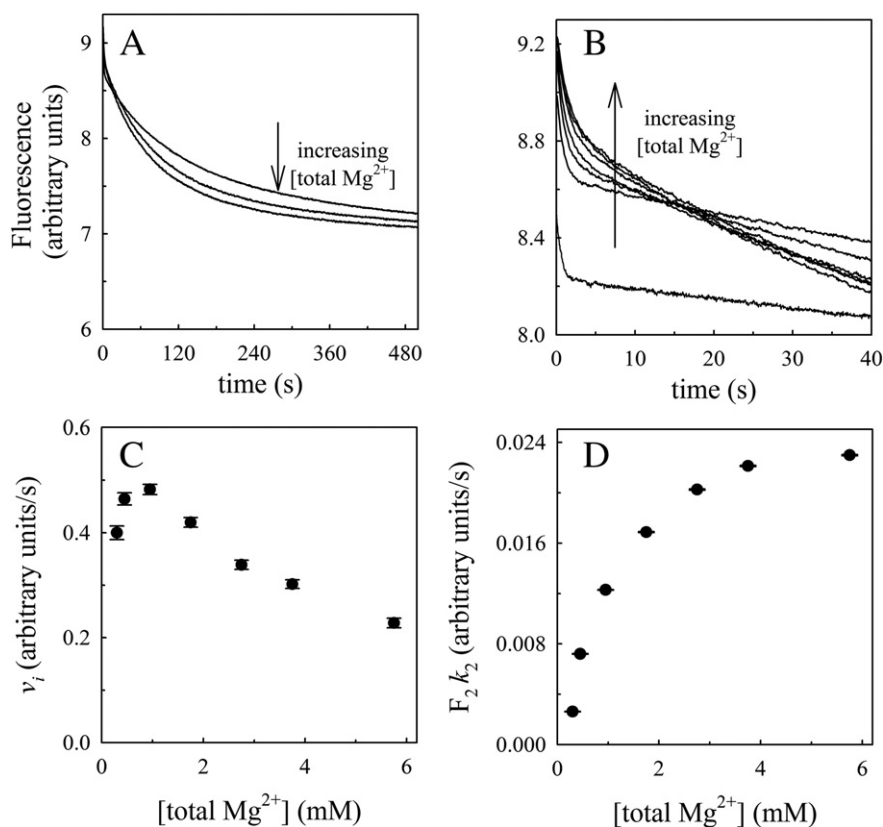 A
Fluorescence
(arbitrary units)
9
8
7
6
increasing
[total Mg²⁺]
0
120
240
360
480
time (s)
B
9.2
8.8
8.4
8.0
increasing
[total Mg²⁺]
0
10
20
30
40
time (s)
C
vᵢ (arbitrary units/s)
0.6
0.4
0.2
0.0
0
2
4
6
[total Mg²⁺] (mM)
D
F₂ k₂ (arbitrary units/s)
0.024
0.016
0.008
0.000
0
2
4
6
[total Mg²⁺] (mM)